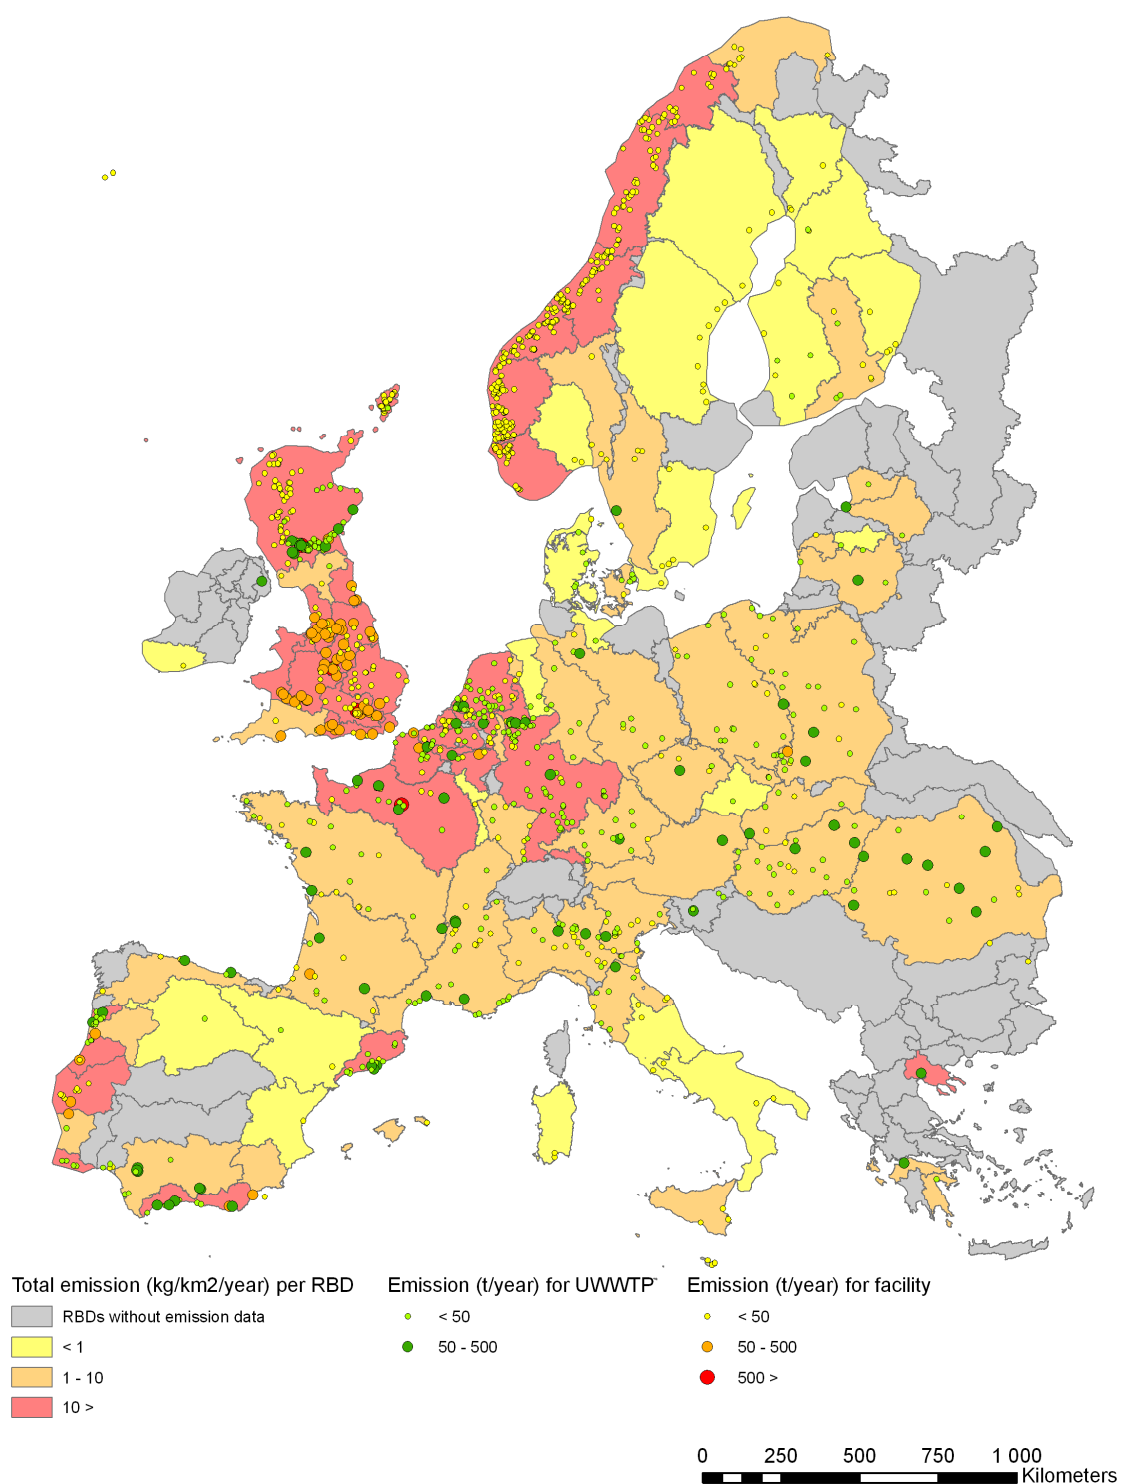 Total emission (kg/km2/year) per RBD
RBDs without emission data
< 1
1 - 10
10 >
Emission (t/year) for UWWTP
< 50
50 - 500
Emission (t/year) for facility
< 50
50 - 500
500 >
0 250 500 750 1 000
Kilometers